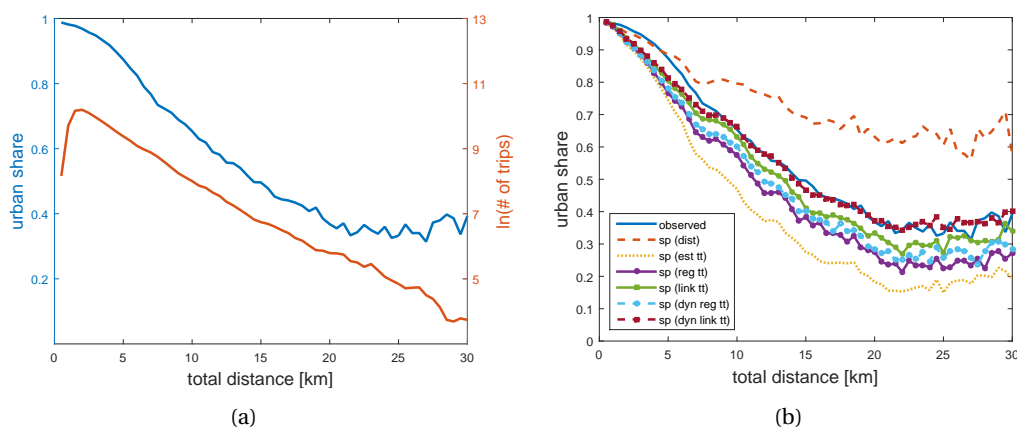 1
0.8
0.6
0.4
0.2
urban share
13
11
9
7
5
ln(# of trips)
0 5 10 15 20 25 30
total distance [km]
(a)
1
0.9
0.8
0.7
0.6
0.5
0.4
0.3
0.2
0.1
0
urban share
observed
sp (dist)
sp (est tt)
sp (reg tt)
sp (link tt)
sp (dyn reg tt)
sp (dyn link tt)
0 5 10 15 20 25 30
total distance [km]
(b)